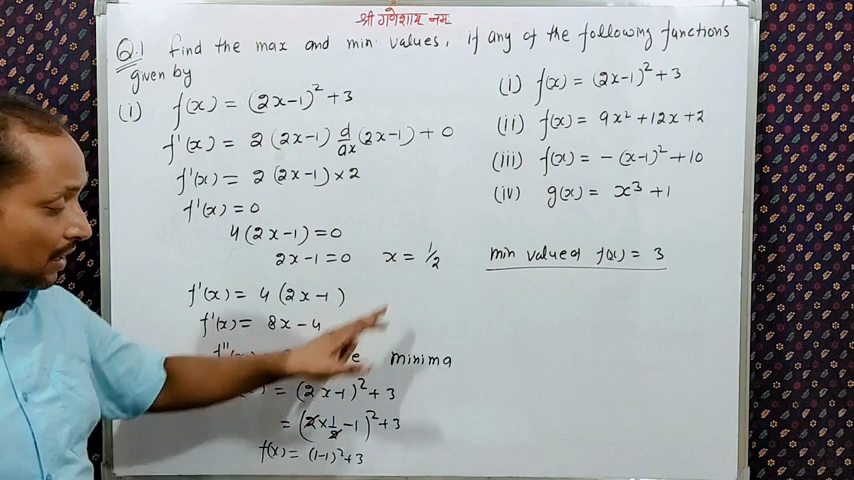 श्री गणेशाय नमः
Q.1 Find the max and min values, if any of the following functions
given by
(i) f(x) = (2x-1)² + 3
f'(x) = 2 (2x-1) d/dx (2x-1) + 0
f'(x) = 2 (2x-1) × 2
f'(x) = 0
4 (2x-1) = 0
2x-1 = 0 x = 1/2
f'(x) = 4 (2x-1)
f'(x) = 8x - 4
f''(x) minima
= (2x-1)² + 3
= (2×1/2 -1)² + 3
f(x) = (1-1)² + 3
(i) f(x) = (2x-1)² + 3
(ii) f(x) = 9x² + 12x + 2
(iii) f(x) = -(x-1)² + 10
(iv) g(x) = x³ + 1
min value of f(x) = 3